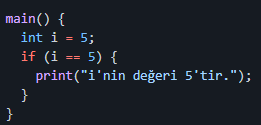 main() {
  int i = 5;
  if (i == 5) {
    print("i'nin değeri 5'tir.");
  }
}